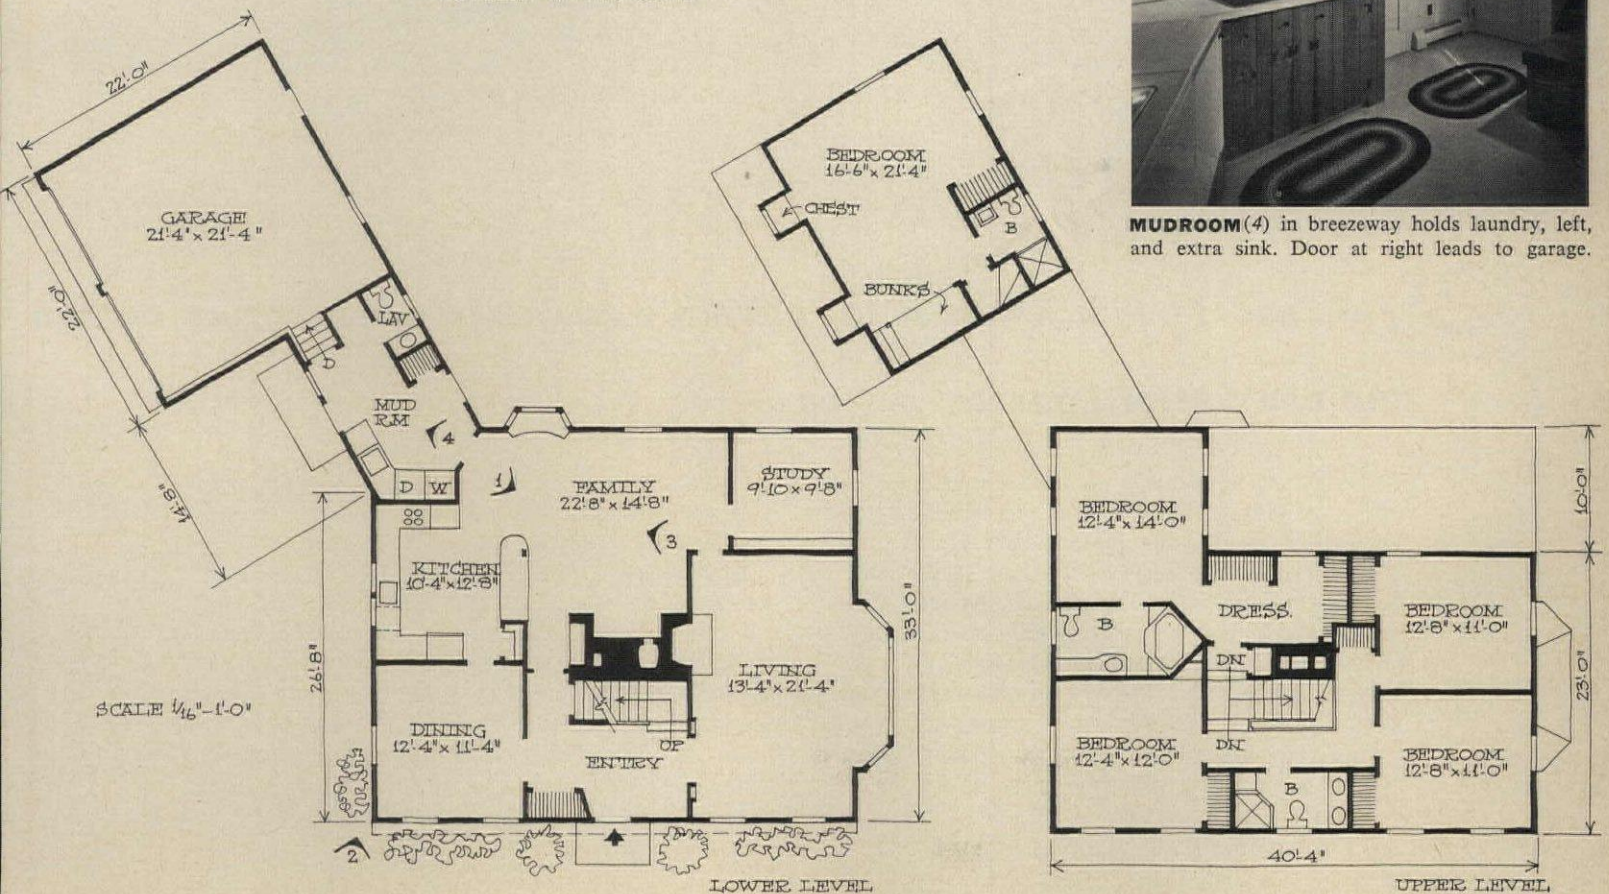 MUDROOM(4) in breezeway holds laundry, left,
and extra sink. Door at right leads to garage.
22'-0"
22'-0"
GARAGE
21'-4" x 21'-4"
LAV
D
MUD
RM
4
14'-8"
D W
1
FAMILY
22'-8" x 14'-8"
STUDY
9'-10 x 9'-8"
3
KITCHEN
10'-4" x 12'-8"
26'-8"
33'-0"
LIVING
13'-4" x 21'-4"
DINING
12'-4" x 11'-4"
UP
ENTRY
2
SCALE 1/16"-1'-0"
LOWER LEVEL
BEDROOM
16'-6" x 21'-4"
CHEST
B
BUNKS
BEDROOM
12'-4" x 14'-0"
10'-0"
B
DRESS.
BEDROOM
12'-8" x 11'-0"
DN
23'-0"
DN
BEDROOM
12'-4" x 12'-0"
BEDROOM
12'-8" x 11'-0"
B
40'-4"
UPPER LEVEL